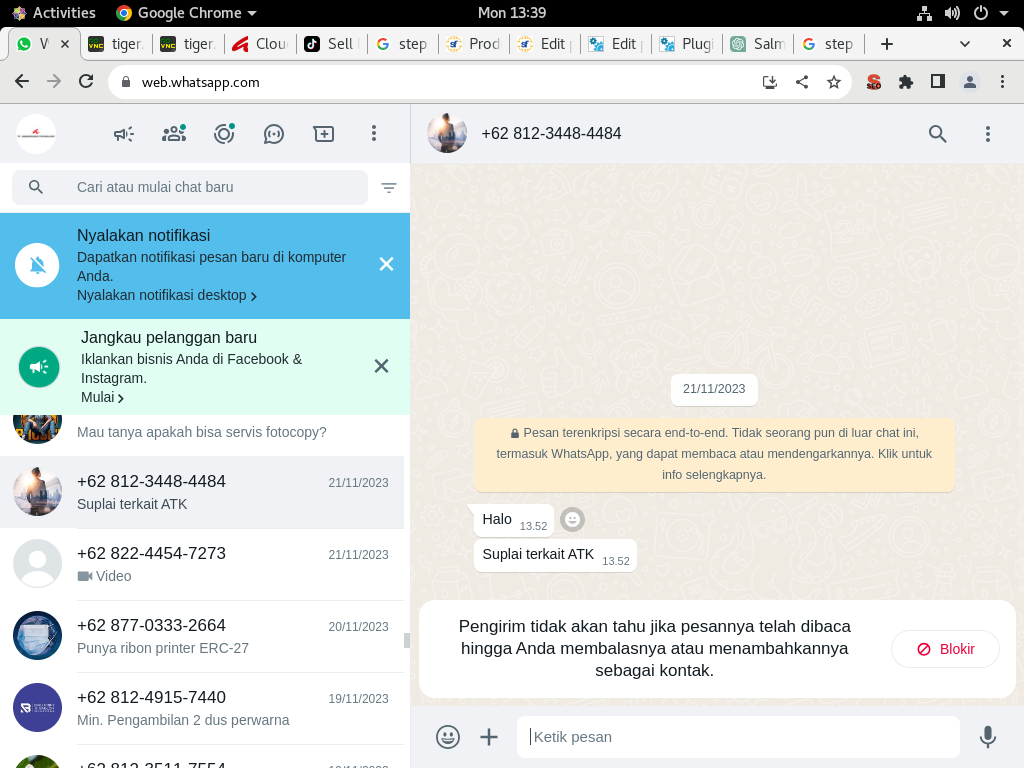 Activities Google Chrome Mon 13:39
W tiger. tiger. Clou Sell step Prod Edit p Edit p Plugi Salm step
web.whatsapp.com
+62 812-3448-4484
Cari atau mulai chat baru
Nyalakan notifikasi
Dapatkan notifikasi pesan baru di komputer
Anda.
Nyalakan notifikasi desktop
Jangkau pelanggan baru
Iklankan bisnis Anda di Facebook &
Instagram.
Mulai
Mau tanya apakah bisa servis fotocopy?
+62 812-3448-4484 21/11/2023
Suplai terkait ATK
+62 822-4454-7273 21/11/2023
Video
+62 877-0333-2664 20/11/2023
Punya ribon printer ERC-27
+62 812-4915-7440 19/11/2023
Min. Pengambilan 2 dus perwarna
+62 812-3511-7554
21/11/2023
Pesan terenkripsi secara end-to-end. Tidak seorang pun di luar chat ini,
termasuk WhatsApp, yang dapat membaca atau mendengarkannya. Klik untuk
info selengkapnya.
Halo 13.52
Suplai terkait ATK 13.52
Pengirim tidak akan tahu jika pesannya telah dibaca
hingga Anda membalasnya atau menambahkannya
sebagai kontak.
Blokir
Ketik pesan